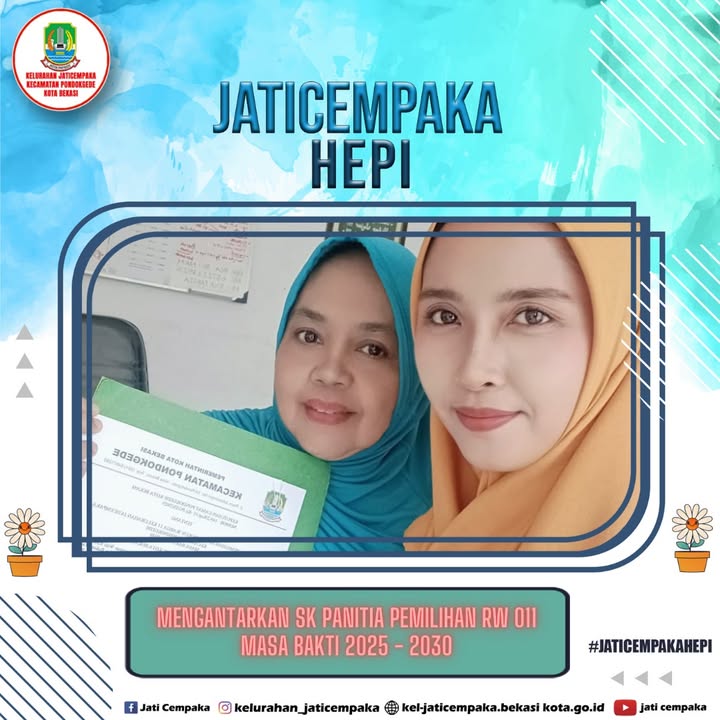 KELURAHAN JATICEMPAKA
KECAMATAN PONDOKGEDE
KOTA BEKASI
JATICEMPAKA
HEPI
PEMERINTAH KOTA BEKASI
KECAMATAN PONDOKGEDE
TENTANG
MENGANTARKAN SK PANITIA PEMILIHAN RW 011
MASA BAKTI 2025 - 2030
#JATICEMPAKAHEPI
Jati Cempaka kelurahan_jaticempaka kel-jaticempaka.bekasi kota.go.id jati cempaka